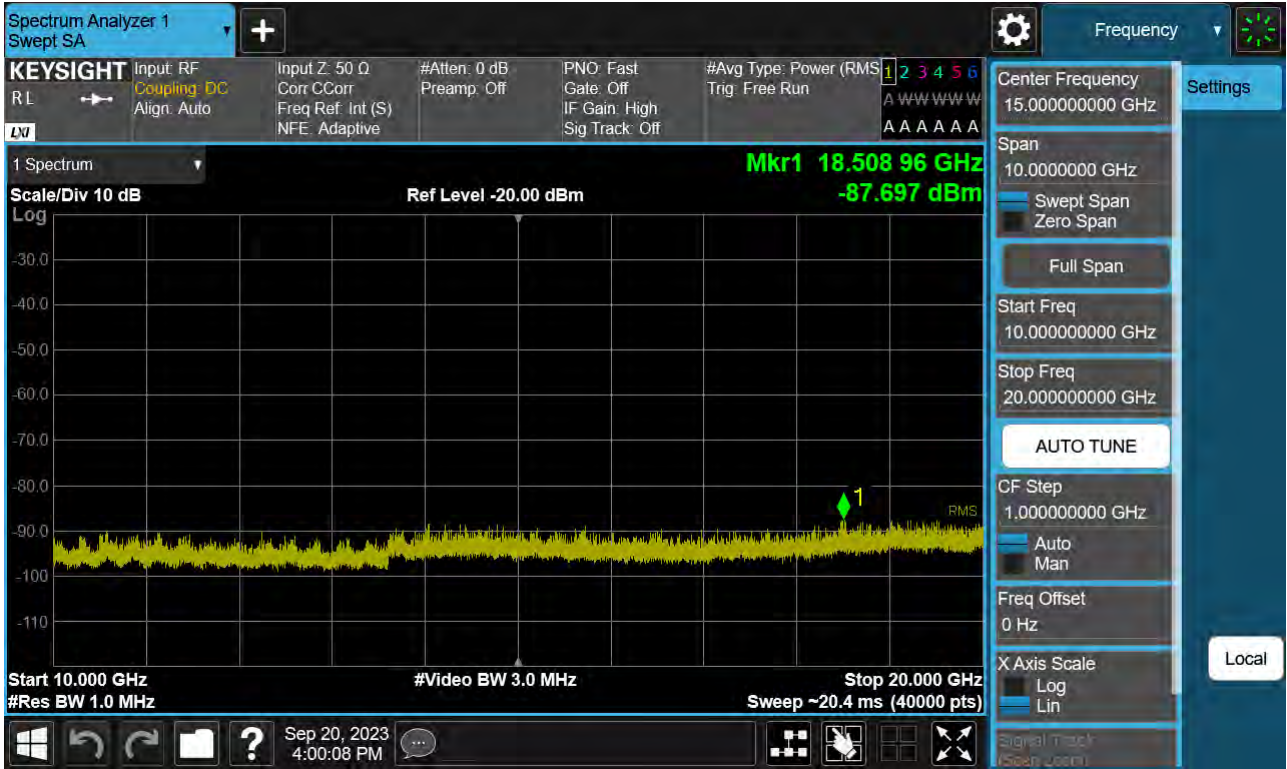 Spectrum Analyzer 1
Swept SA
Frequency
KEYSIGHT
R L
LXI
Input: RF
Coupling: DC
Align: Auto
Input Z: 50 Ω
Corr CCorr
Freq Ref: Int (S)
NFE: Adaptive
#Atten: 0 dB
Preamp: Off
PNO: Fast
Gate: Off
IF Gain: High
Sig Track: Off
#Avg Type: Power (RMS
Trig: Free Run
1 2 3 4 5 6
A W W W W W
A A A A A A
1 Spectrum
Scale/Div 10 dB
Log
Ref Level -20.00 dBm
Mkr1 18.508 96 GHz
-87.697 dBm
-30.0
-40.0
-50.0
-60.0
-70.0
-80.0
-90.0
-100
-110
1
RMS
Start 10.000 GHz
#Res BW 1.0 MHz
#Video BW 3.0 MHz
Stop 20.000 GHz
Sweep ~20.4 ms (40000 pts)
Center Frequency
15.000000000 GHz
Span
10.0000000 GHz
Swept Span
Zero Span
Full Span
Start Freq
10.000000000 GHz
Stop Freq
20.000000000 GHz
AUTO TUNE
CF Step
1.000000000 GHz
Auto
Man
Freq Offset
0 Hz
X Axis Scale
Log
Lin
Signal Track
(Span Zoom)
Settings
Local
?
Sep 20, 2023
4:00:08 PM